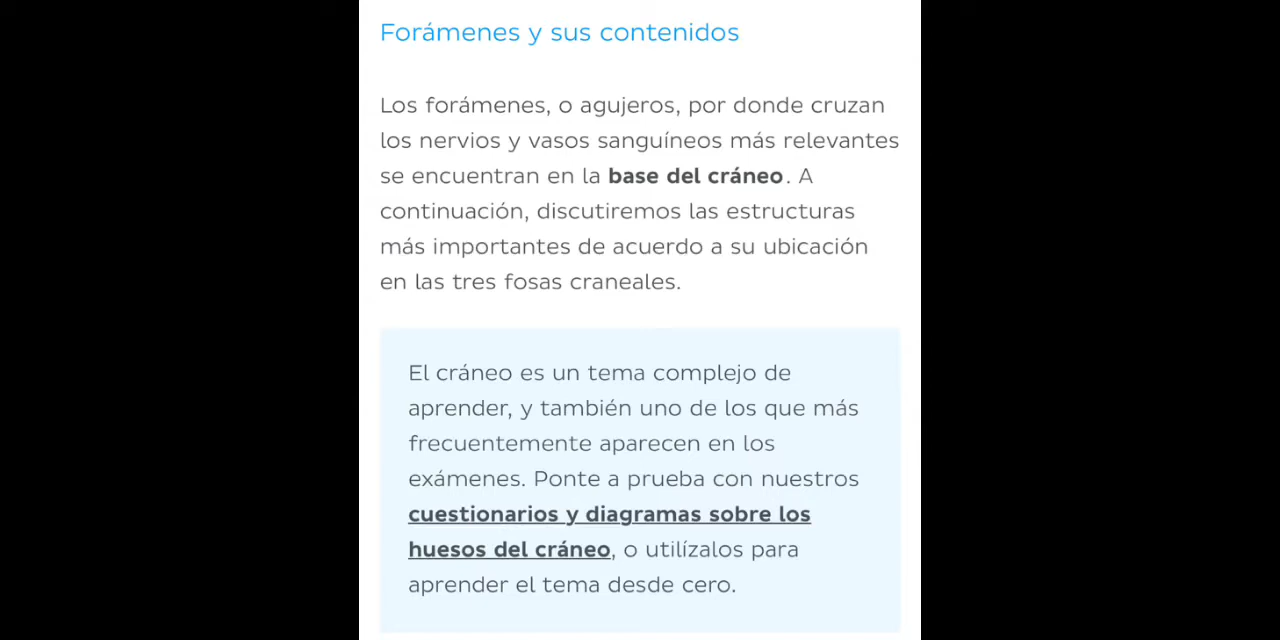 Forámenes y sus contenidos
Los forámenes, o agujeros, por donde cruzan
los nervios y vasos sanguíneos más relevantes
se encuentran en la base del cráneo. A
continuación, discutiremos las estructuras
más importantes de acuerdo a su ubicación
en las tres fosas craneales.
El cráneo es un tema complejo de
aprender, y también uno de los que más
frecuentemente aparecen en los
exámenes. Ponte a prueba con nuestros
cuestionarios y diagramas sobre los
huesos del cráneo, o utilízalos para
aprender el tema desde cero.